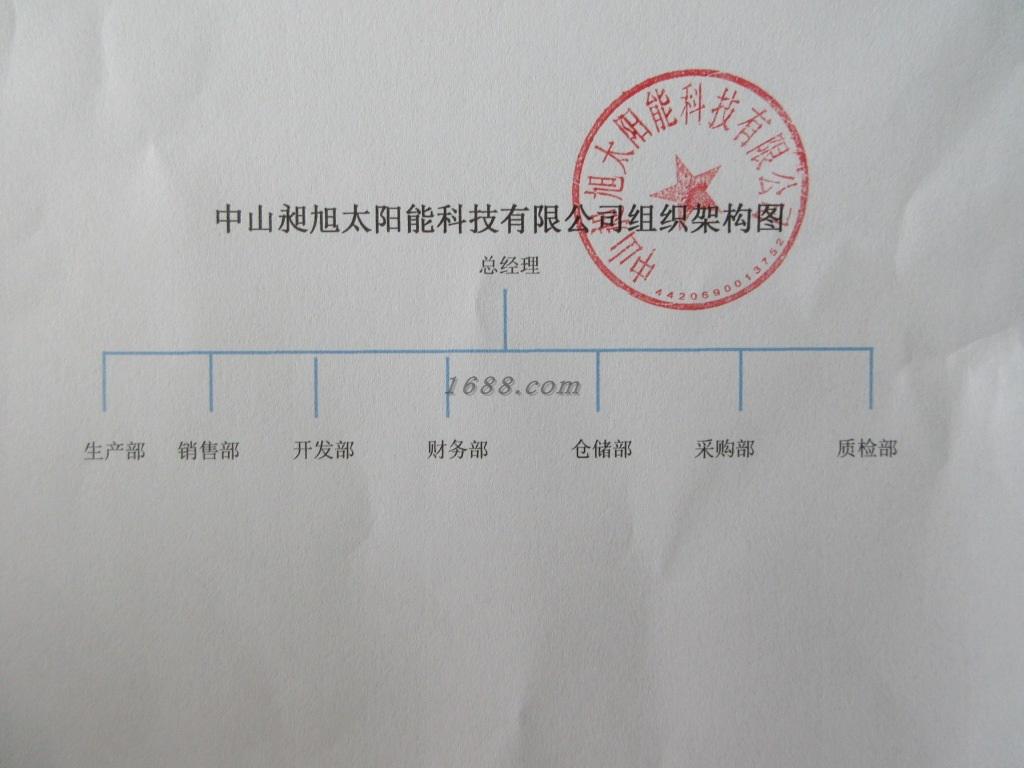 中山昶旭太阳能科技有限公司
4420690013752
中山昶旭太阳能科技有限公司组织架构图
总经理
1688.com
生产部 销售部 开发部 财务部 仓储部 采购部 质检部